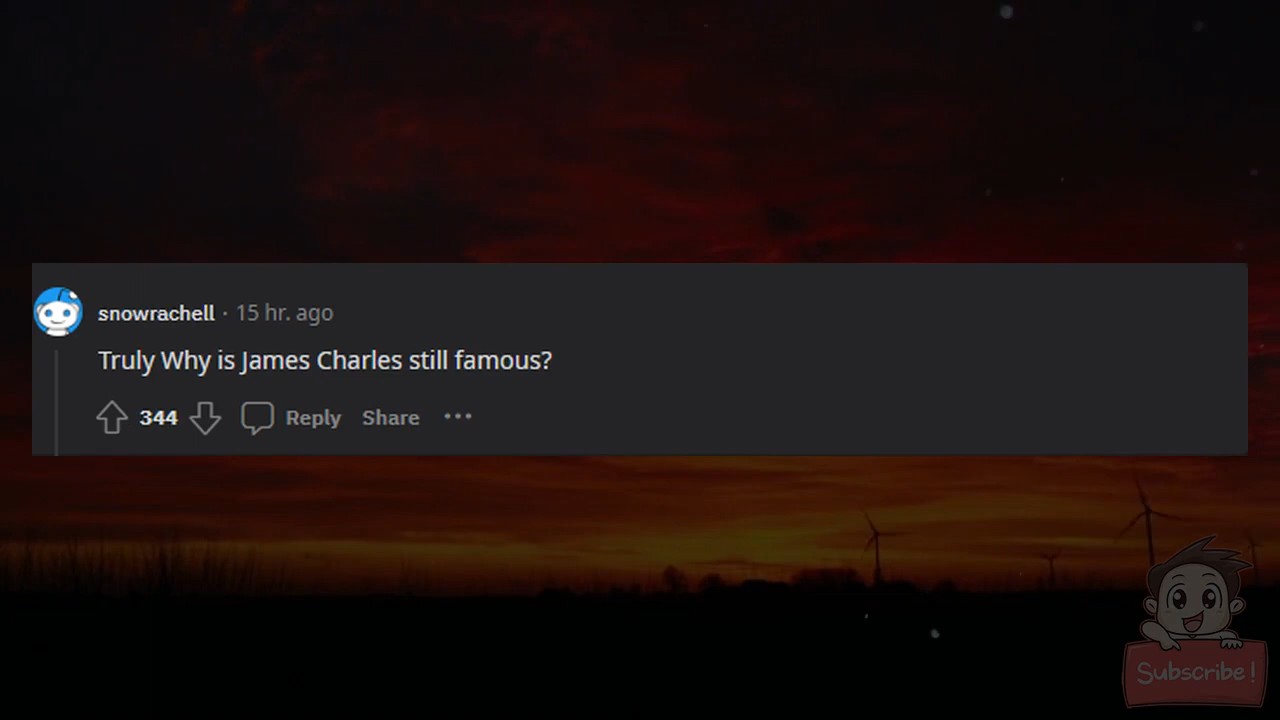 snowrachell · 15 hr. ago
Truly Why is James Charles still famous?
344 Reply Share ...
Subscribe!